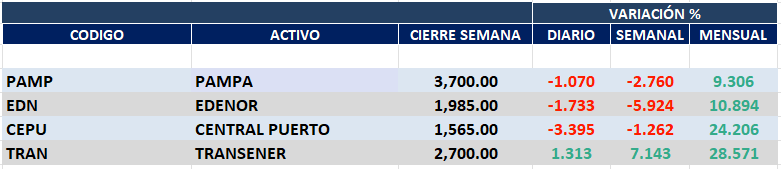 VARIACIÓN %
CODIGO ACTIVO CIERRE SEMANA DIARIO SEMANAL MENSUAL
PAMP PAMPA 3,700.00 -1.070 -2.760 9.306
EDN EDENOR 1,985.00 -1.733 -5.924 10.894
CEPU CENTRAL PUERTO 1,565.00 -3.395 -1.262 24.206
TRAN TRANSENER 2,700.00 1.313 7.143 28.571